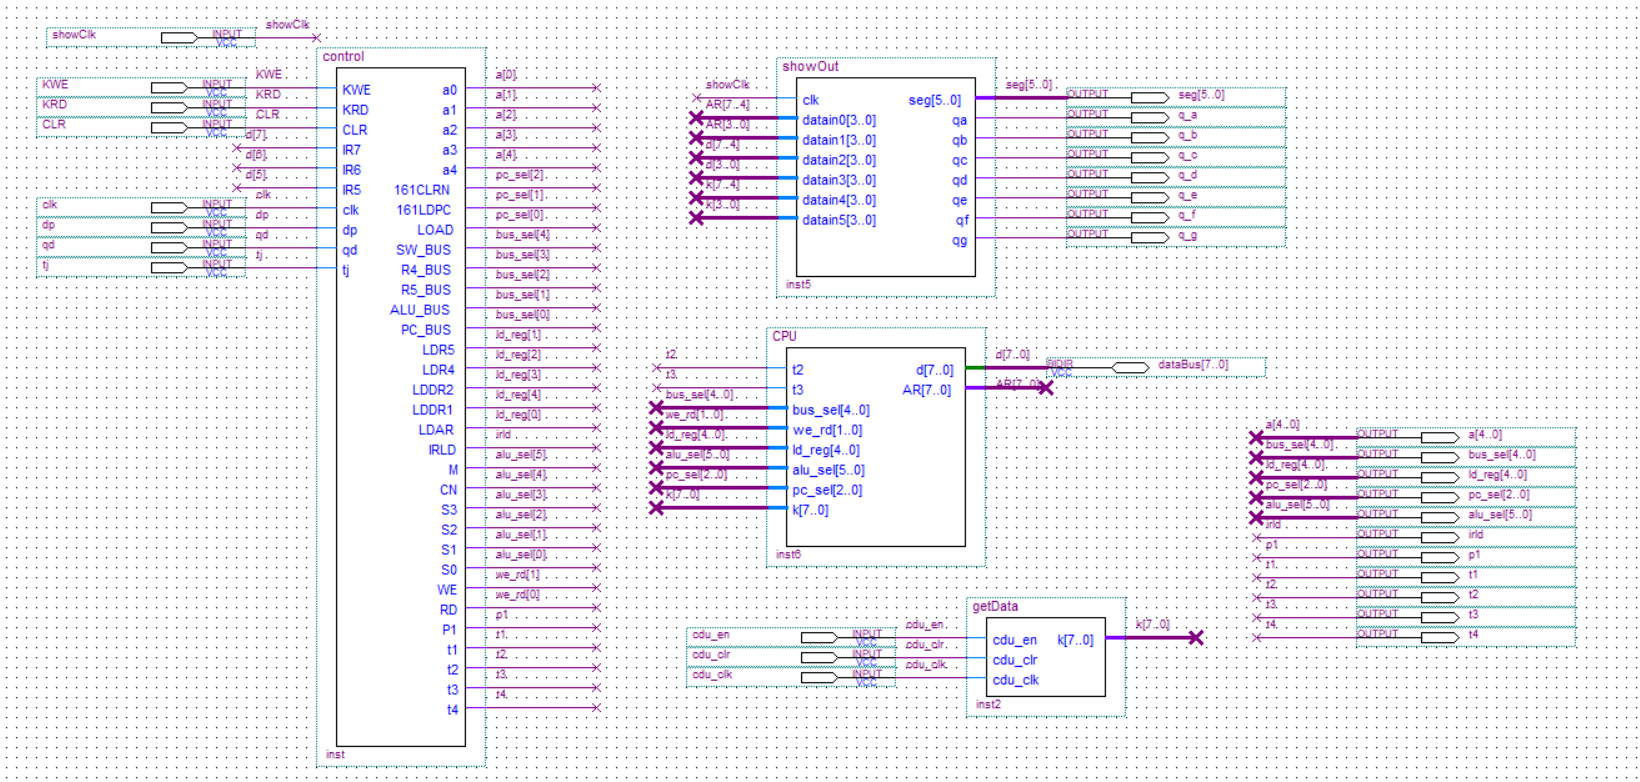 showClk INPUT VCC showClk
control
KWE INPUT VCC KWE
KRD INPUT VCC KRD
CLR INPUT VCC CLR
d[7]
d[6]
d[5]
clk INPUT VCC clk
dp INPUT VCC dp
qd INPUT VCC qd
tj INPUT VCC tj
KWE a0 a[0]
KRD a1 a[1]
CLR a2 a[2]
IR7 a3 a[3]
IR6 a4 a[4]
IR5 161CLRN pc_sel[2]
clk 161LDPC pc_sel[1]
dp LOAD pc_sel[0]
qd SW_BUS bus_sel[4]
tj R4_BUS bus_sel[3]
R5_BUS bus_sel[2]
ALU_BUS bus_sel[1]
PC_BUS bus_sel[0]
LDR5 ld_reg[1]
LDR4 ld_reg[2]
LDDR2 ld_reg[3]
LDDR1 ld_reg[4]
LDAR ld_reg[0]
IRLD irld
M alu_sel[5]
CN alu_sel[4]
S3 alu_sel[3]
S2 alu_sel[2]
S1 alu_sel[1]
S0 alu_sel[0]
WE we_rd[1]
RD we_rd[0]
P1 p1
t1 t1
t2 t2
t3 t3
t4 t4
inst
showOut
showClk clk seg[5..0] seg[5..0] OUTPUT seg[5..0]
AR[7..4] datain0[3..0] qa OUTPUT q_a
AR[3..0] datain1[3..0] qb OUTPUT q_b
d[7..4] datain2[3..0] qc OUTPUT q_c
d[3..0] datain3[3..0] qd OUTPUT q_d
k[7..4] datain4[3..0] qe OUTPUT q_e
k[3..0] datain5[3..0] qf OUTPUT q_f
qg OUTPUT q_g
inst5
CPU
t2 t2 d[7..0] d[7..0] BIDIR VCC dataBus[7..0]
t3 t3 AR[7..0] AR[7..0]
bus_sel[4..0] bus_sel[4..0]
we_rd[1..0] we_rd[1..0]
ld_reg[4..0] ld_reg[4..0]
alu_sel[5..0] alu_sel[5..0]
pc_sel[2..0] pc_sel[2..0]
k[7..0] k[7..0]
inst6
getData
cdu_en INPUT VCC cdu_en cdu_en k[7..0] k[7..0]
cdu_clr INPUT VCC cdu_clr cdu_clr
cdu_clk INPUT VCC cdu_clk cdu_clk
inst2
a[4..0] OUTPUT a[4..0]
bus_sel[4..0] OUTPUT bus_sel[4..0]
ld_reg[4..0] OUTPUT ld_reg[4..0]
pc_sel[2..0] OUTPUT pc_sel[2..0]
alu_sel[5..0] OUTPUT alu_sel[5..0]
irld OUTPUT irld
p1 OUTPUT p1
t1 OUTPUT t1
t2 OUTPUT t2
t3 OUTPUT t3
t4 OUTPUT t4